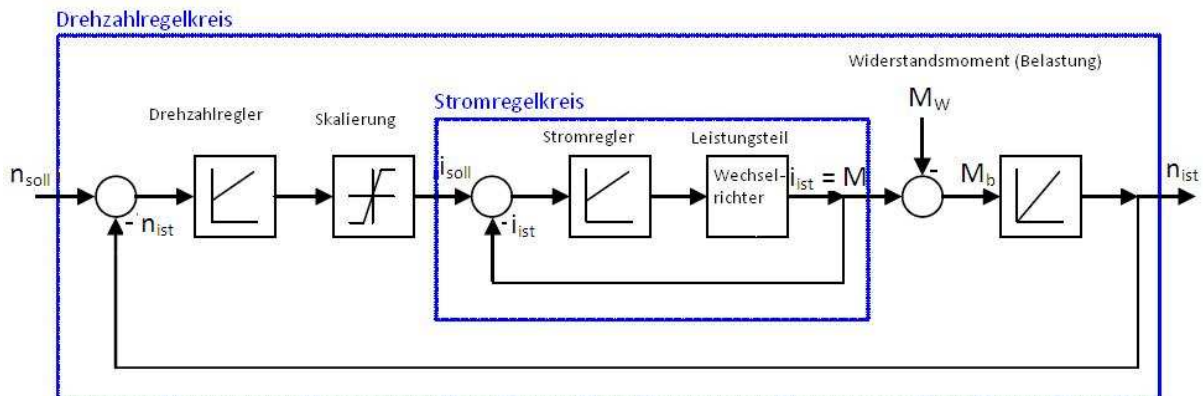 Drehzahlregelkreis
Widerstandsmoment (Belastung)
Stromregelkreis
M_W
Drehzahlregler
Skalierung
Stromregler
Leistungsteil
n_soll
i_soll
Wechsel-
richter
i_ist = M
-
M_b
n_ist
- n_ist
- i_ist